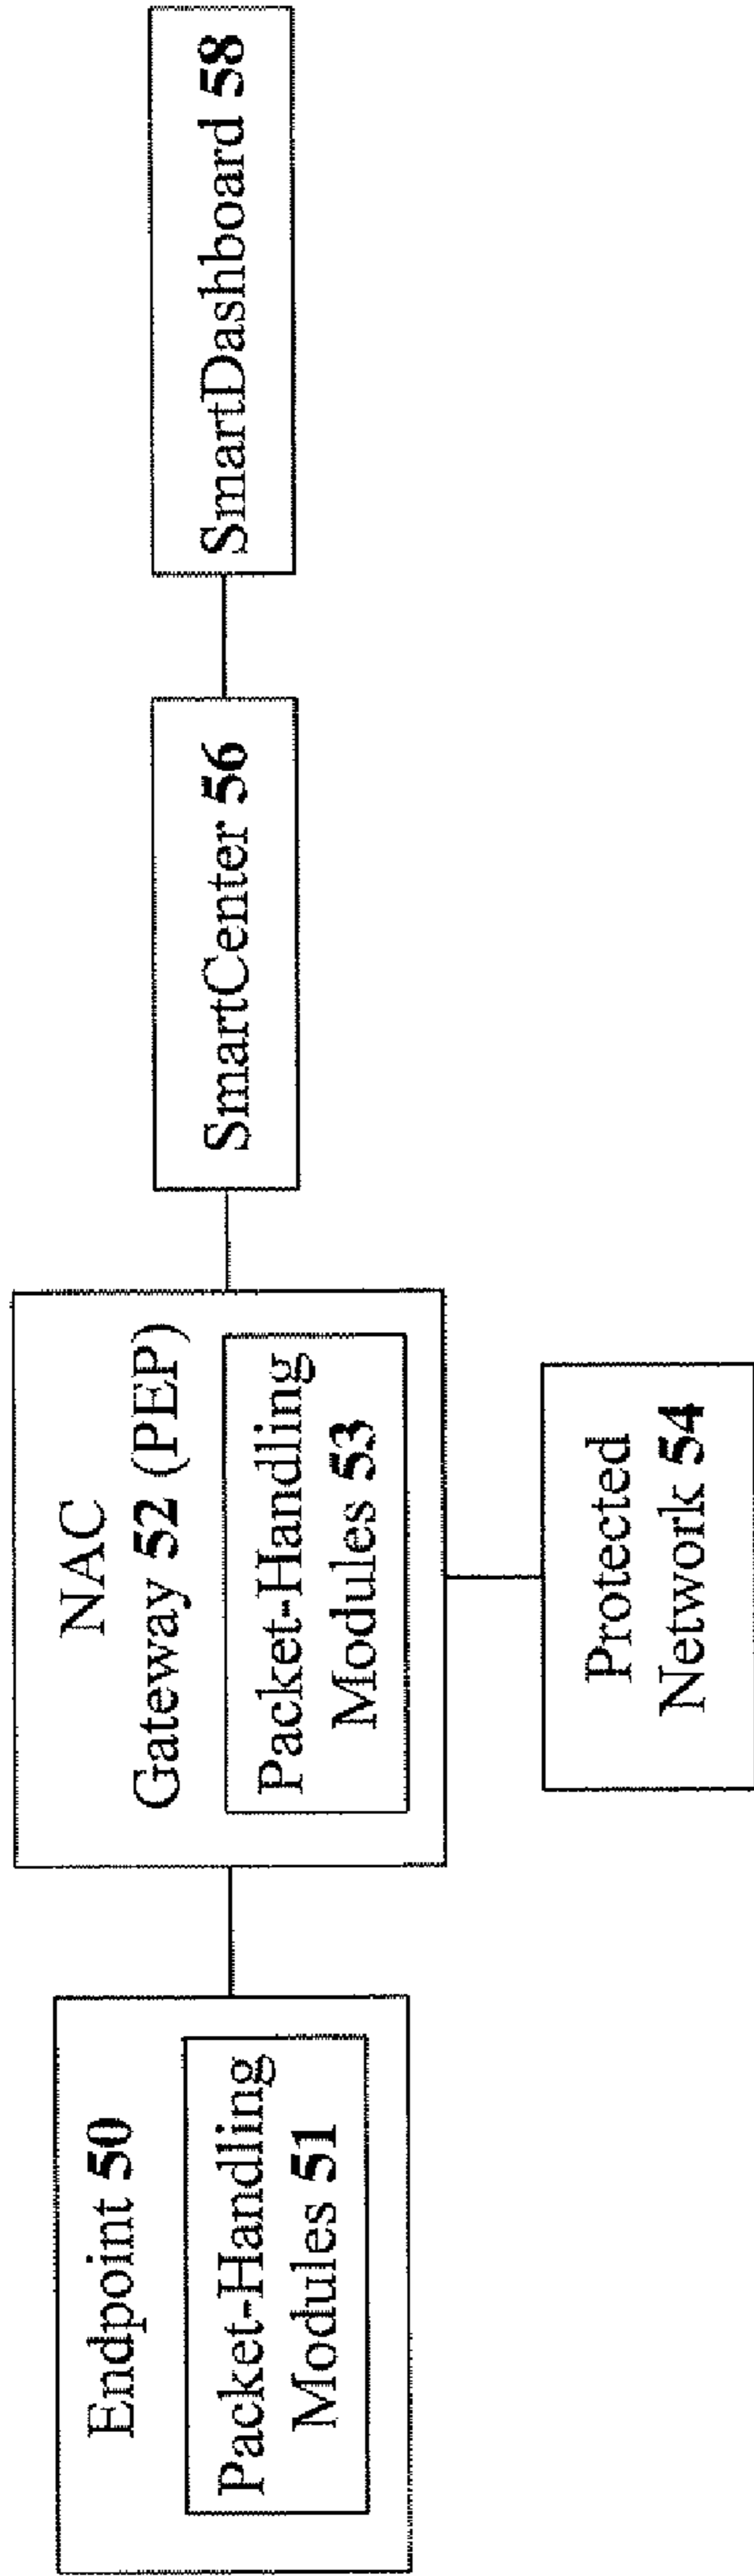 Endpoint 50
Packet-Handling
Modules 51
NAC
Gateway 52 (PEP)
Packet-Handling
Modules 53
Protected
Network 54
SmartCenter 56
SmartDashboard 58